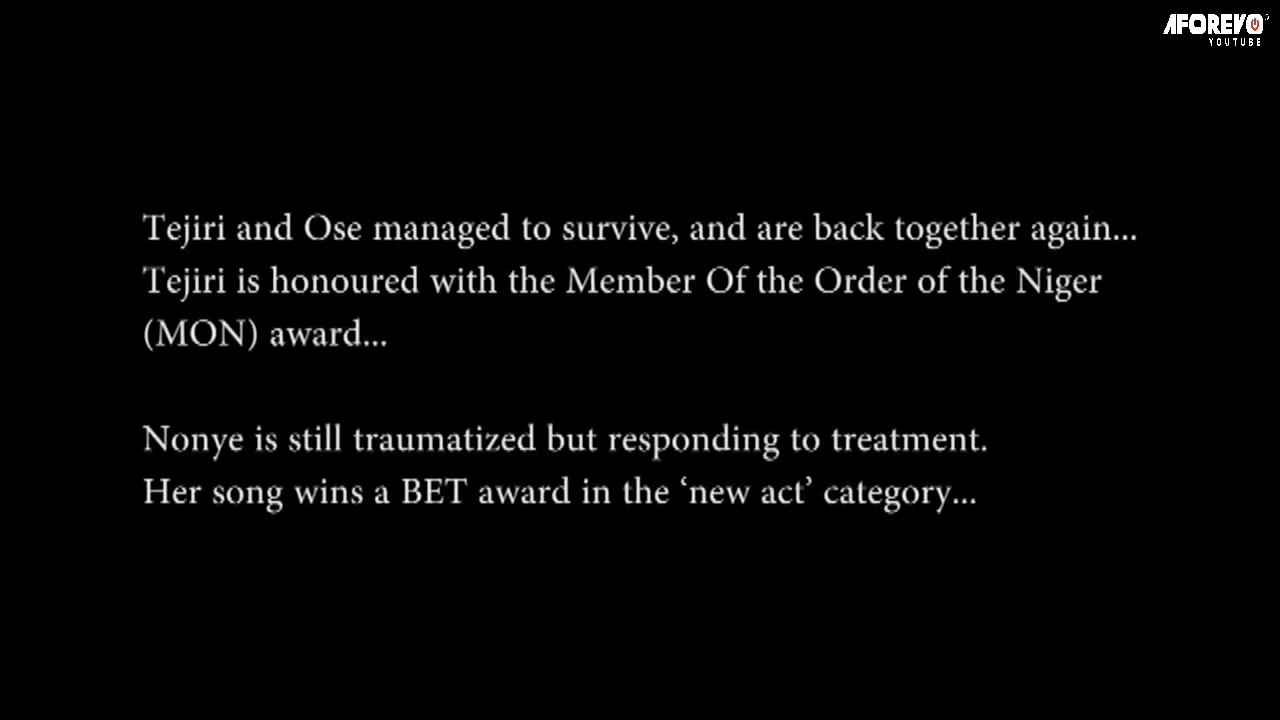 AFOREVO
YOUTUBE
Tejiri and Ose managed to survive, and are back together again...
Tejiri is honoured with the Member Of the Order of the Niger
(MON) award...
Nonye is still traumatized but responding to treatment.
Her song wins a BET award in the ‘new act’ category...